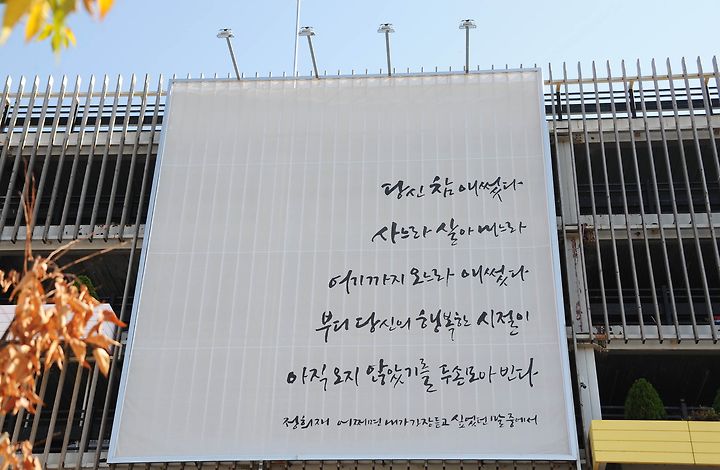 당신 참 애썼다
사느라 살아내느라
여기까지 오느라 애썼다
부디 당신의 행복한 시절이
아직 오지 않았기를 두손모아 빈다
정희재 어쩌면 내가 가장 듣고 싶었던 말 중에서